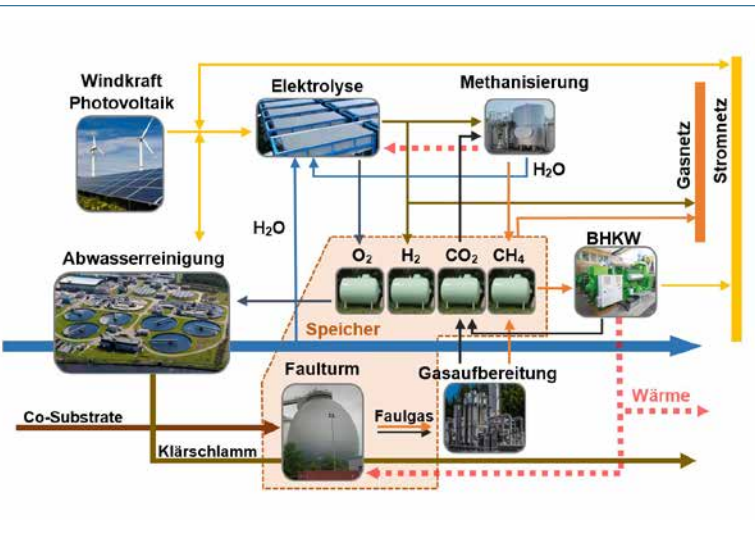 Windkraft
Photovoltaik
Elektrolyse
Methanisierung
Gasnetz
Stromnetz
H₂O
H₂O
Abwasserreinigung
O₂
H₂
CO₂
CH₄
BHKW
Speicher
Faulturm
Gasaufbereitung
Wärme
Co-Substrate
Faulgas
Klärschlamm